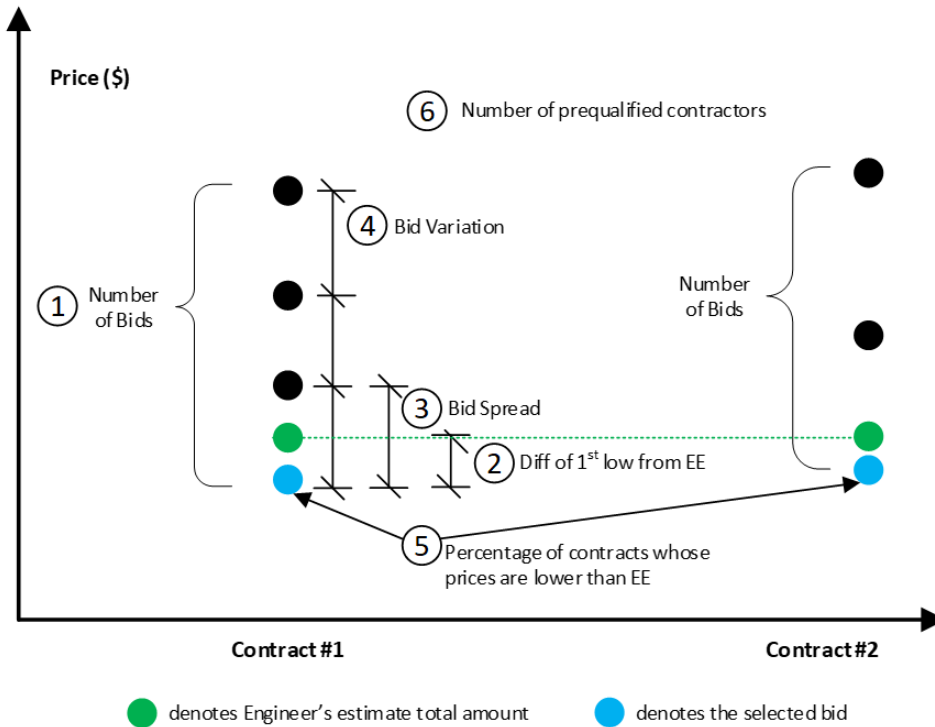 Price ($)
6 Number of prequalified contractors
4 Bid Variation
1 Number
of Bids
Number
of Bids
3 Bid Spread
2 Diff of 1st low from EE
5 Percentage of contracts whose
prices are lower than EE
Contract #1
Contract #2
denotes Engineer's estimate total amount
denotes the selected bid